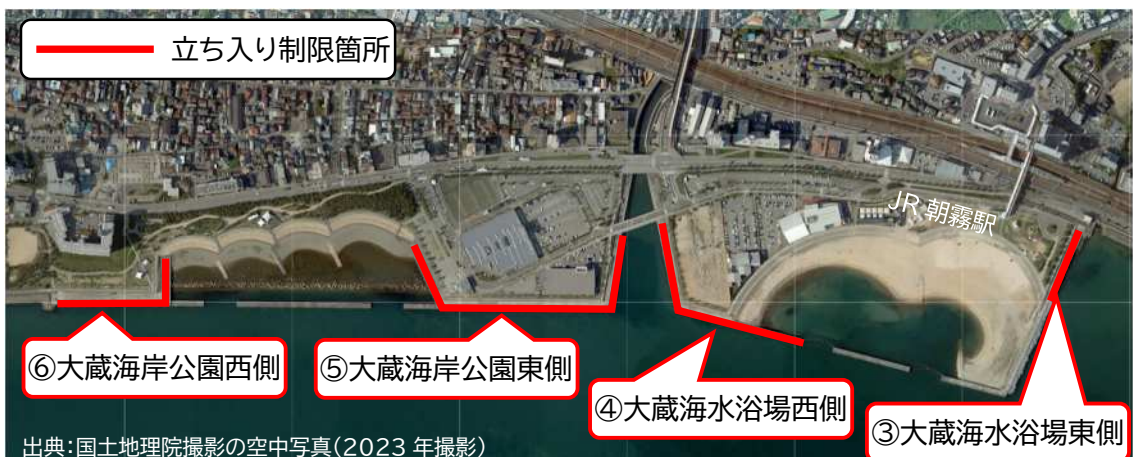 立ち入り制限箇所
JR 朝霧駅
⑥大蔵海岸公園西側
⑤大蔵海岸公園東側
④大蔵海水浴場西側
③大蔵海水浴場東側
出典:国土地理院撮影の空中写真(2023 年撮影)